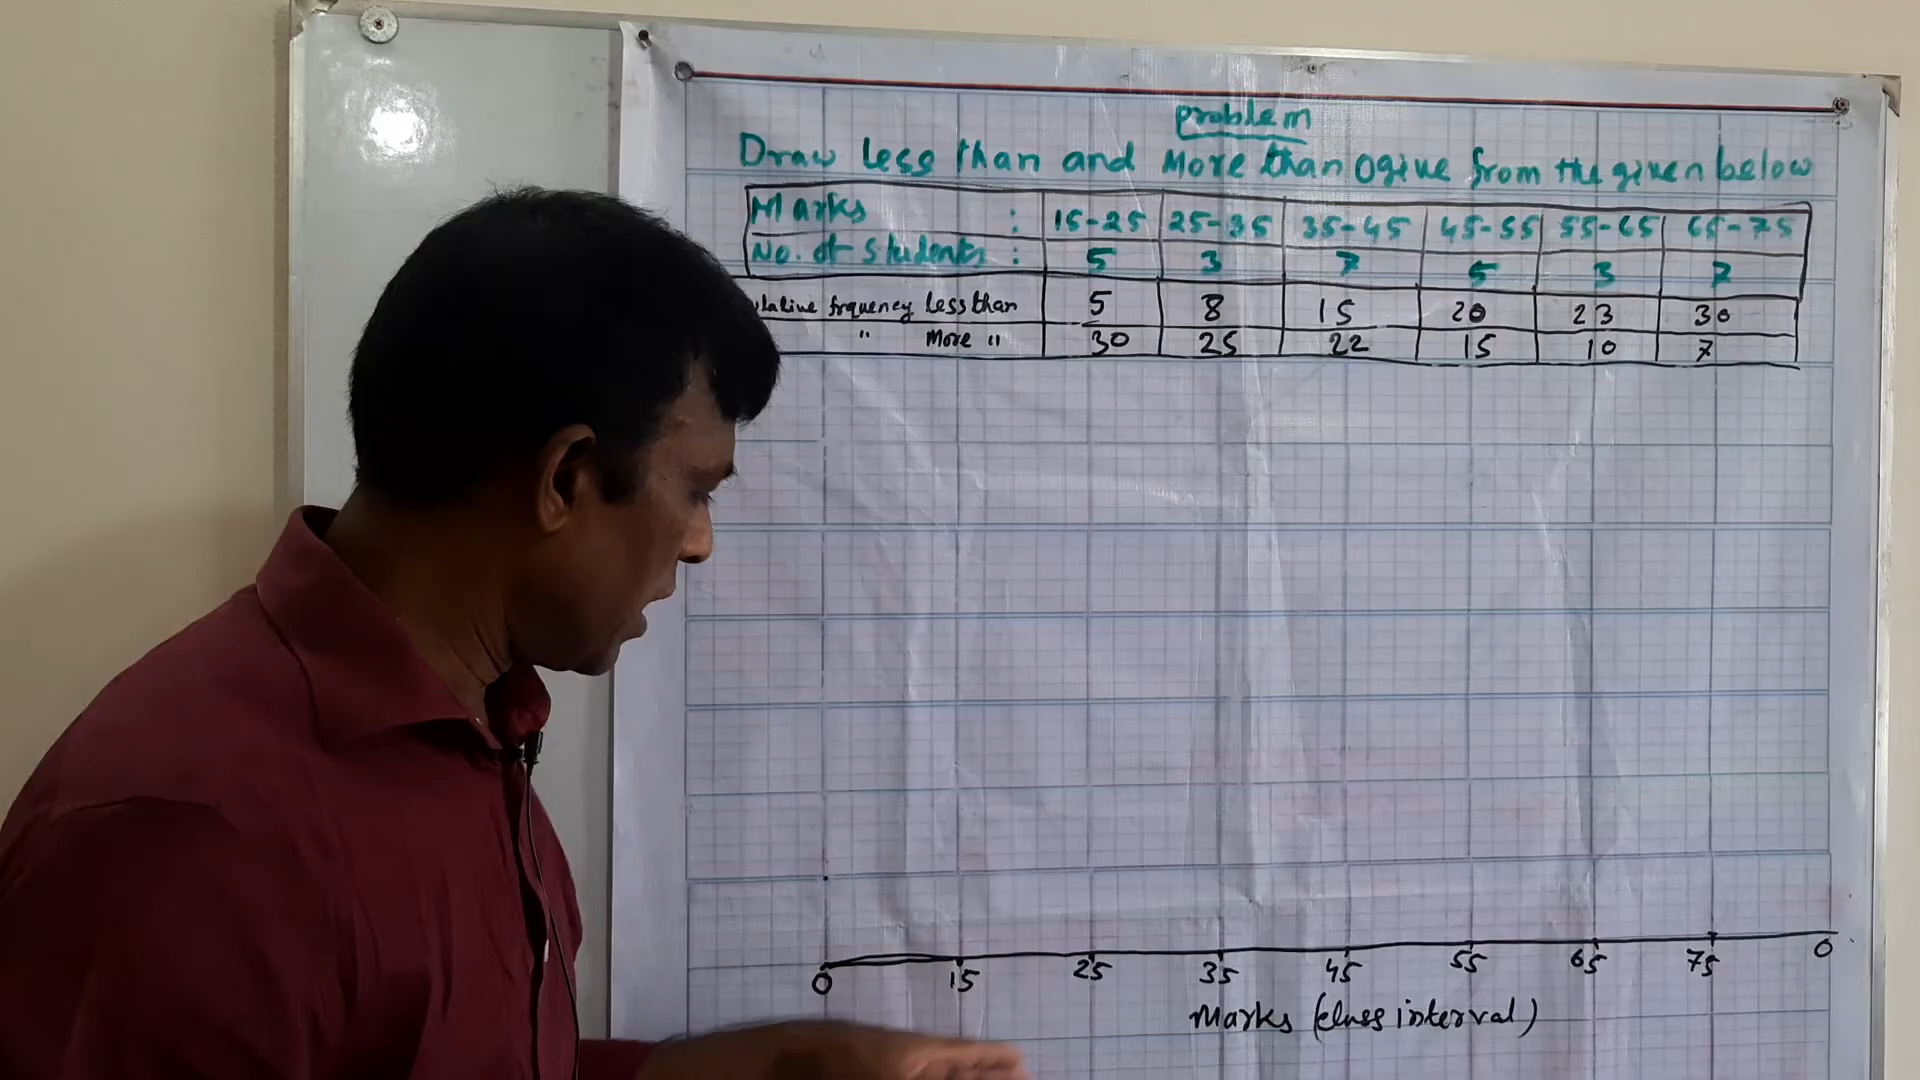 problem
Draw Less than and More than Ogive from the given below
Marks : 15-25 25-35 35-45 45-55 55-65 65-75
No. of Students : 5 3 7 5 3 7
frquency Less than 5 8 15 20 23 30
" More " 30 25 22 15 10 7
0 15 25 35 45 55 65 75 0
Marks (class interval)